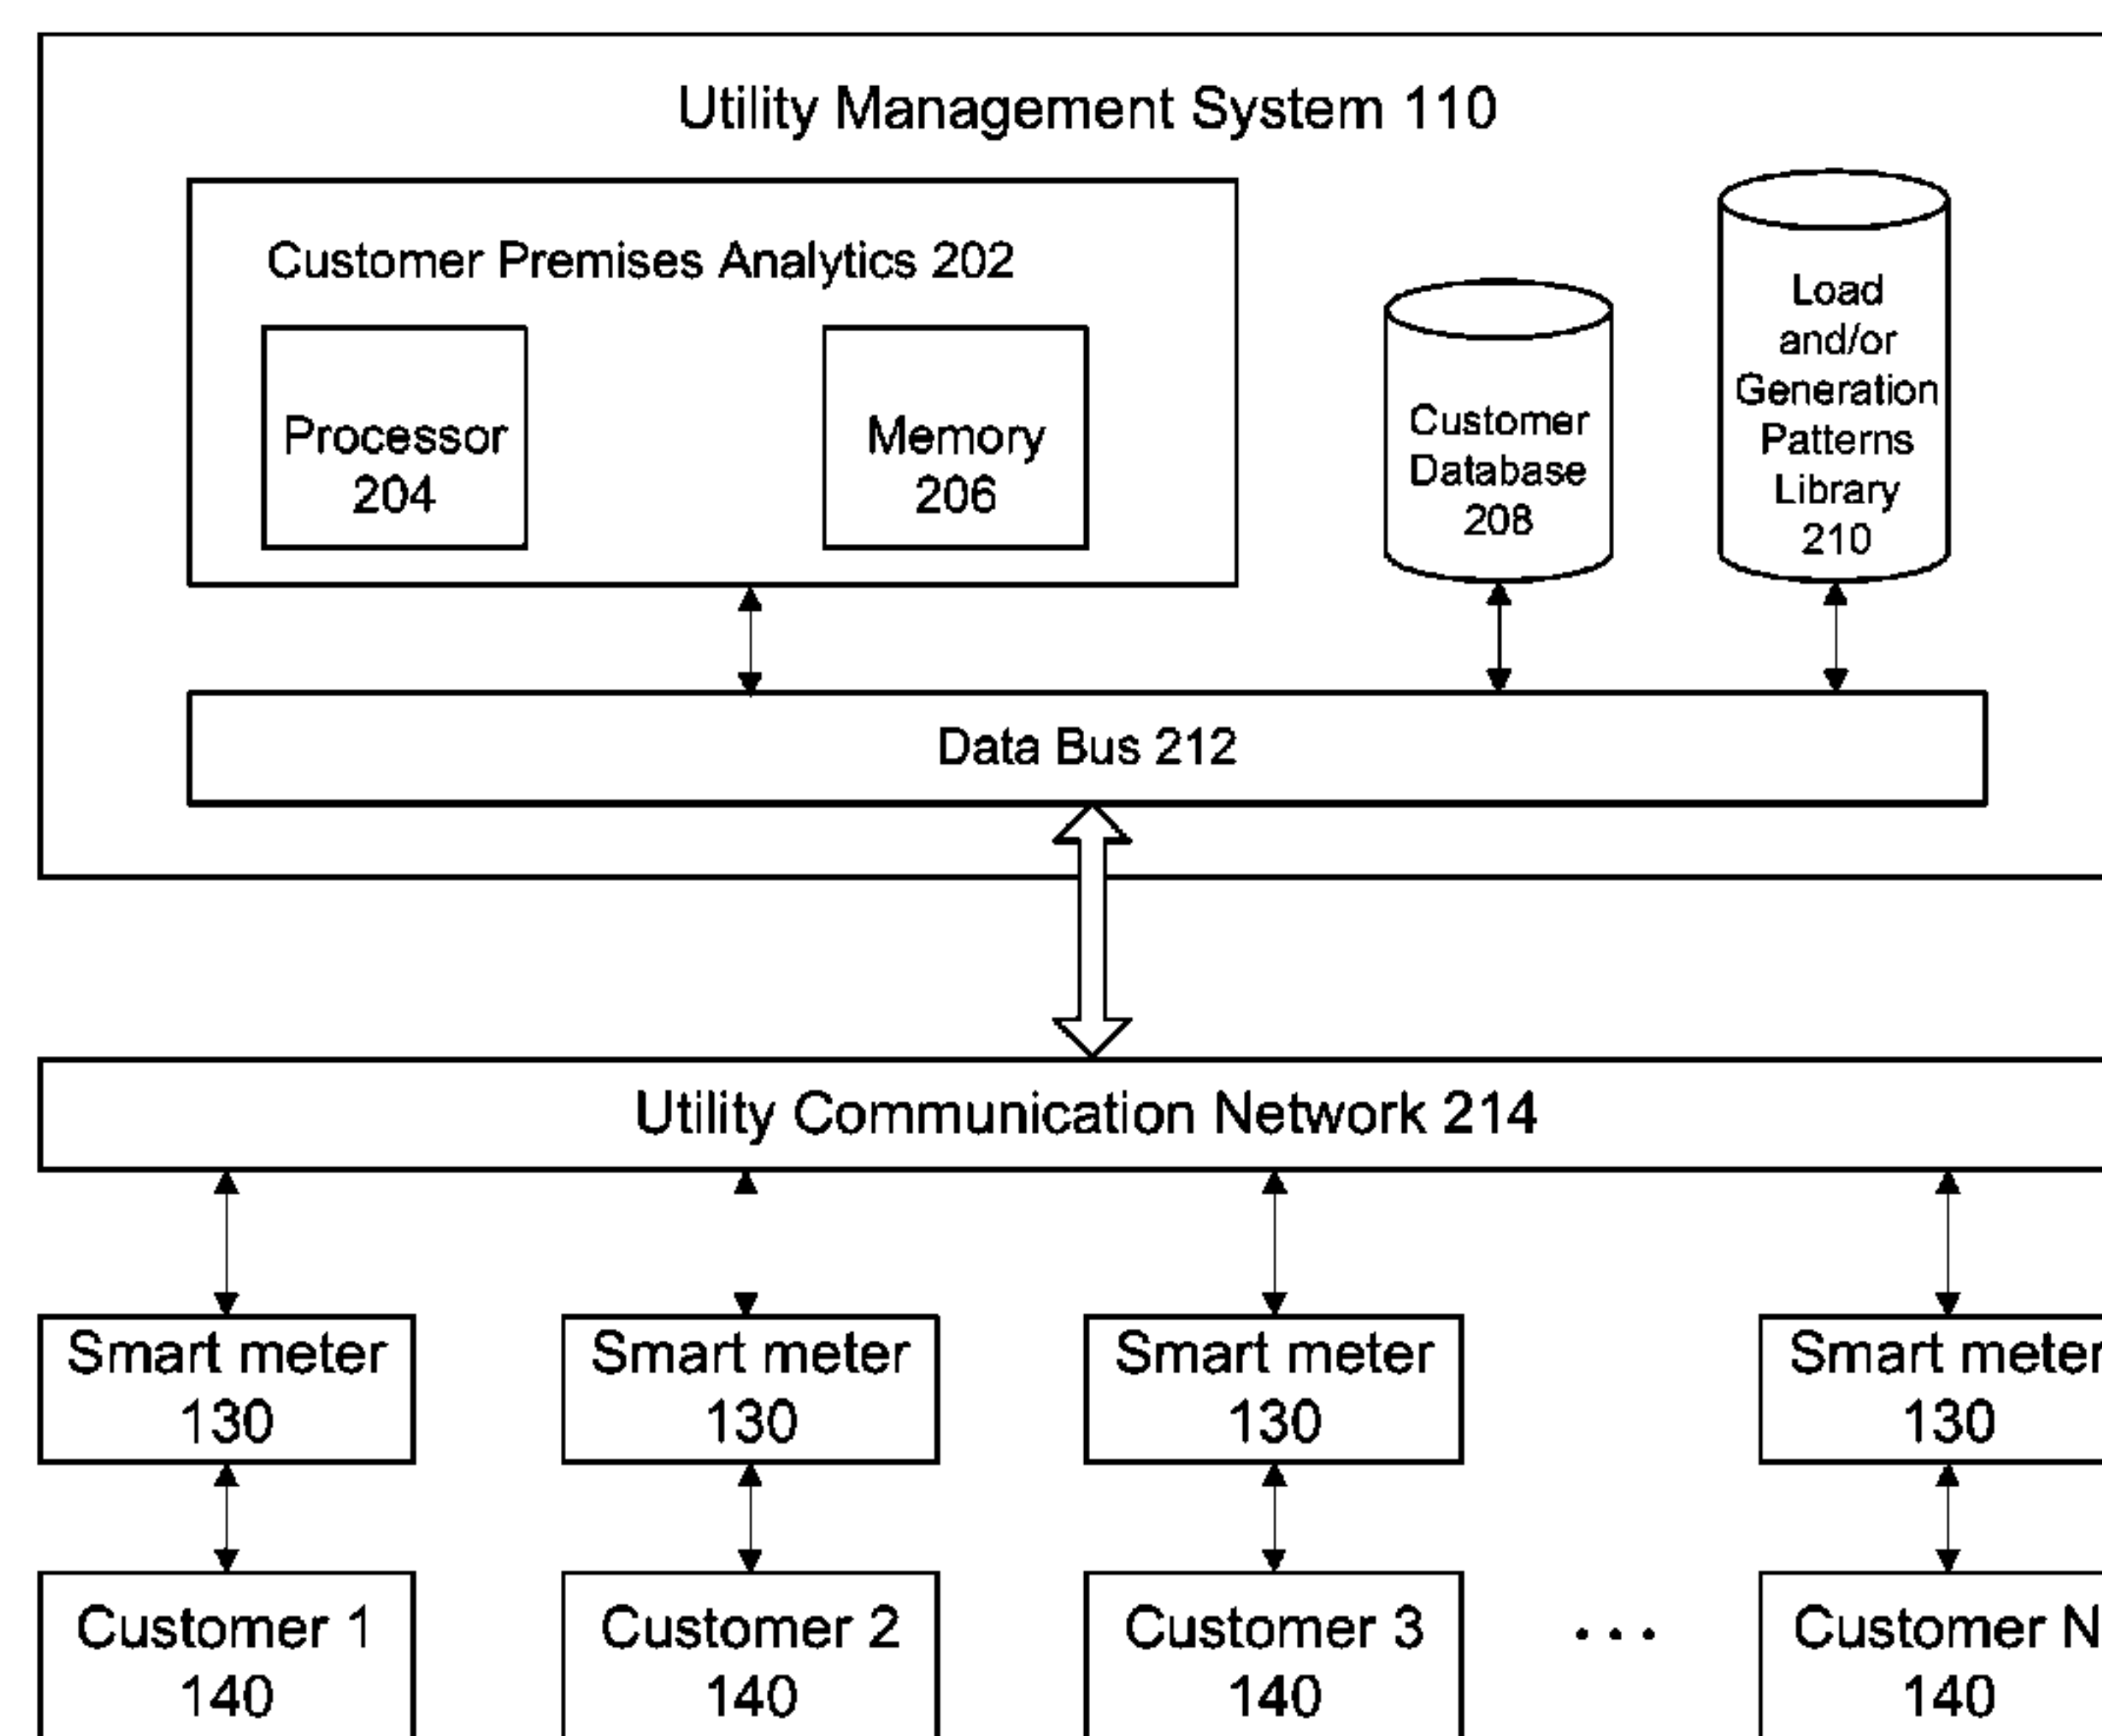 Utility Management System 110
Customer Premises Analytics 202
Processor
204
Memory
206
Customer
Database
208
Load
and/or
Generation
Patterns
Library
210
Data Bus 212
Utility Communication Network 214
Smart meter
130
Smart meter
130
Smart meter
130
Smart meter
130
Customer 1
140
Customer 2
140
Customer 3
140
...
Customer N
140